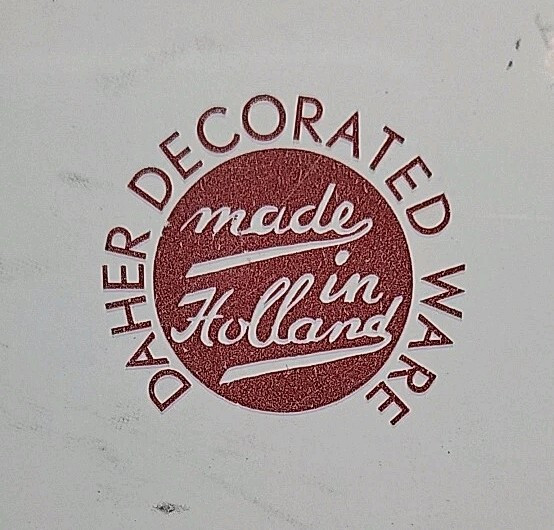 DAHER DECORATED WARE
made
in
Holland